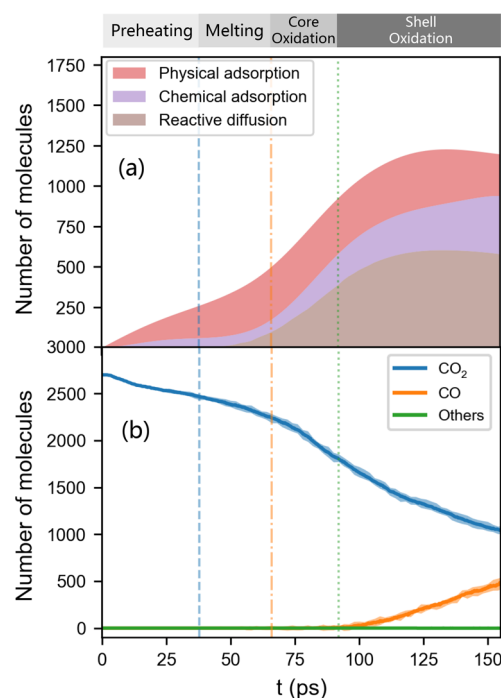 Preheating Melting Core Oxidation Shell Oxidation
1750
1500
1250
1000
750
500
250
3000
Number of molecules
Physical adsorption
Chemical adsorption
Reactive diffusion
(a)
2500
2000
1500
1000
500
0
Number of molecules
CO₂
CO
Others
(b)
0 25 50 75 100 125 150
t (ps)